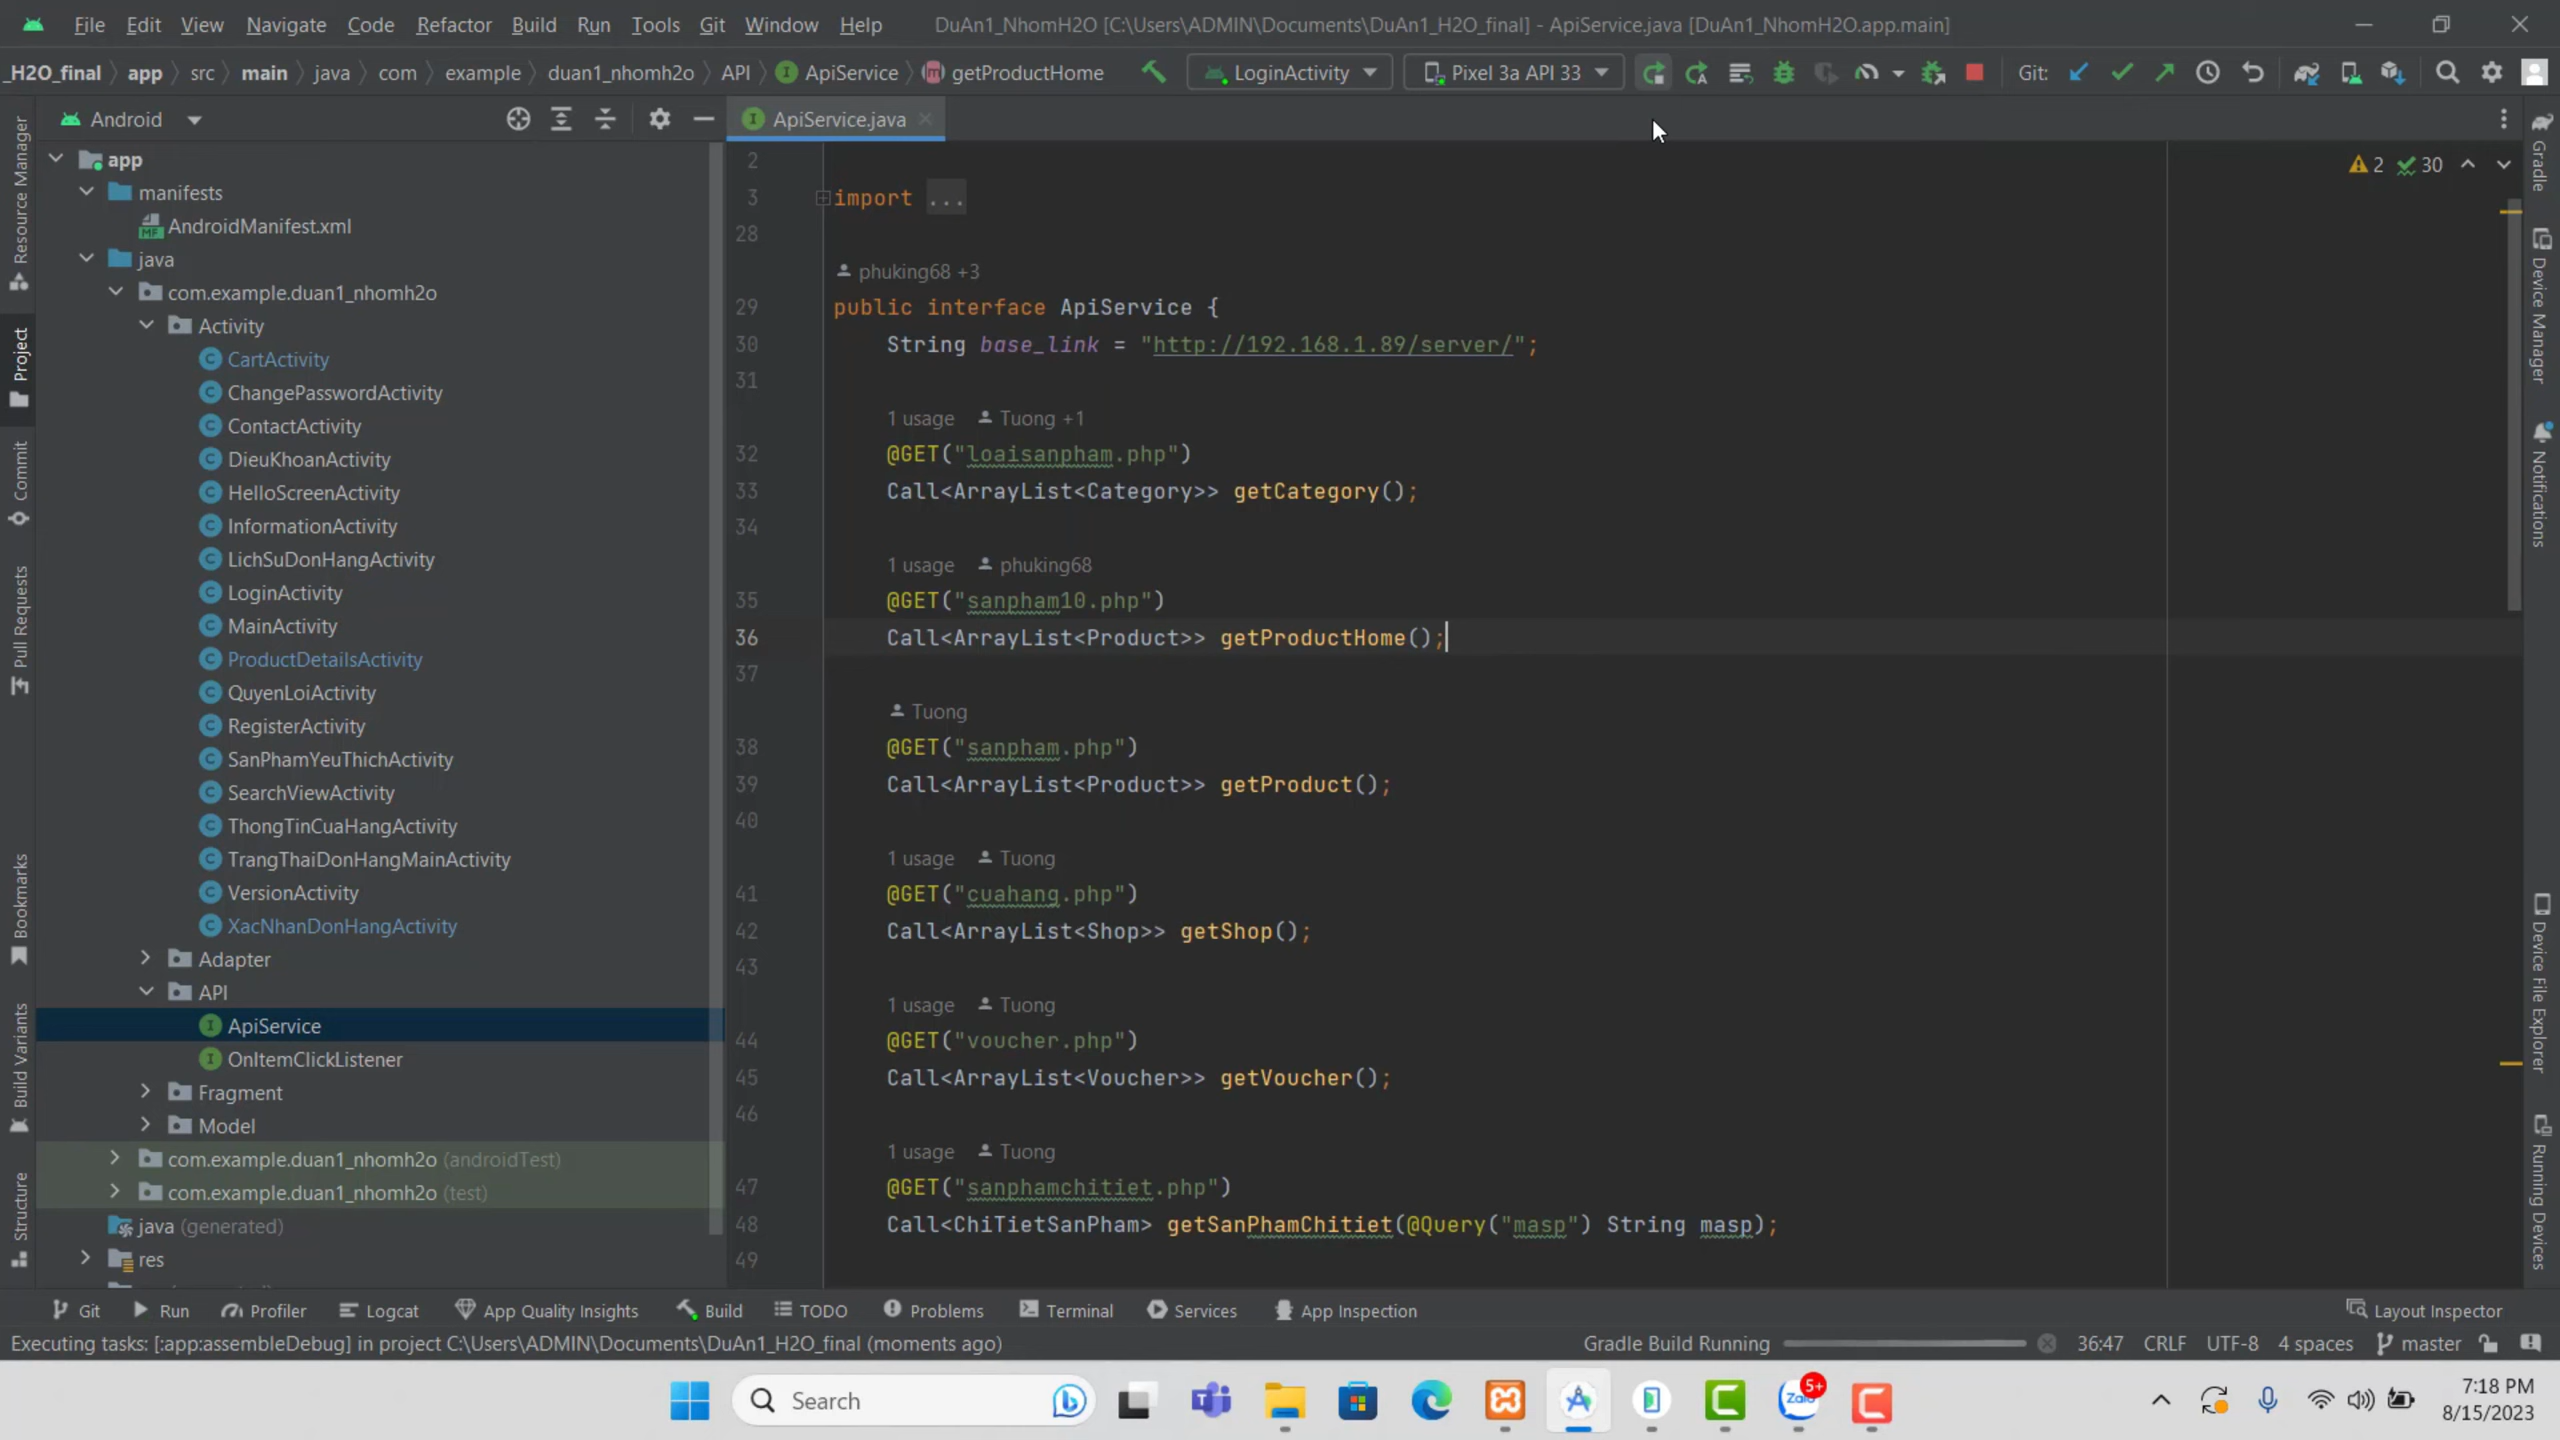 File Edit View Navigate Code Refactor Build Run Tools Git Window Help DuAn1_NhomH2O [C:\Users\ADMIN\Documents\DuAn1_H2O_final] - ApiService.java [DuAn1_NhomH2O.app.main]
_H2O_final app src main java com example duan1_nhomh2o API ApiService getProductHome LoginActivity Pixel 3a API 33 Git:
Android
ApiService.java
app
manifests
AndroidManifest.xml
java
com.example.duan1_nhomh2o
Activity
CartActivity
ChangePasswordActivity
ContactActivity
DieuKhoanActivity
HelloScreenActivity
InformationActivity
LichSuDonHangActivity
LoginActivity
MainActivity
ProductDetailsActivity
QuyenLoiActivity
RegisterActivity
SanPhamYeuThichActivity
SearchViewActivity
ThongTinCuaHangActivity
TrangThaiDonHangMainActivity
VersionActivity
XacNhanDonHangActivity
Adapter
API
ApiService
OnItemClickListener
Fragment
Model
com.example.duan1_nhomh2o (androidTest)
com.example.duan1_nhomh2o (test)
java (generated)
res
Resource Manager
Project
Commit
Pull Requests
Bookmarks
Build Variants
Structure
2
3 import ...
28
phuking68 +3
29 public interface ApiService {
30 String base_link = "http://192.168.1.89/server/";
31
1 usage Tuong +1
32 @GET("loaisanpham.php")
33 Call<ArrayList<Category>> getCategory();
34
1 usage phuking68
35 @GET("sanpham10.php")
36 Call<ArrayList<Product>> getProductHome();
37
Tuong
38 @GET("sanpham.php")
39 Call<ArrayList<Product>> getProduct();
40
1 usage Tuong
41 @GET("cuahang.php")
42 Call<ArrayList<Shop>> getShop();
43
1 usage Tuong
44 @GET("voucher.php")
45 Call<ArrayList<Voucher>> getVoucher();
46
1 usage Tuong
47 @GET("sanphamchitiet.php")
48 Call<ChiTietSanPham> getSanPhamChitiet(@Query("masp") String masp);
49
2 30
Gradle
Device Manager
Notifications
Device File Explorer
Running Devices
Git Run Profiler Logcat App Quality Insights Build TODO Problems Terminal Services App Inspection Layout Inspector
Executing tasks: [:app:assembleDebug] in project C:\Users\ADMIN\Documents\DuAn1_H2O_final (moments ago) Gradle Build Running 36:47 CRLF UTF-8 4 spaces master
Search
Zalo 5+
7:18 PM
8/15/2023